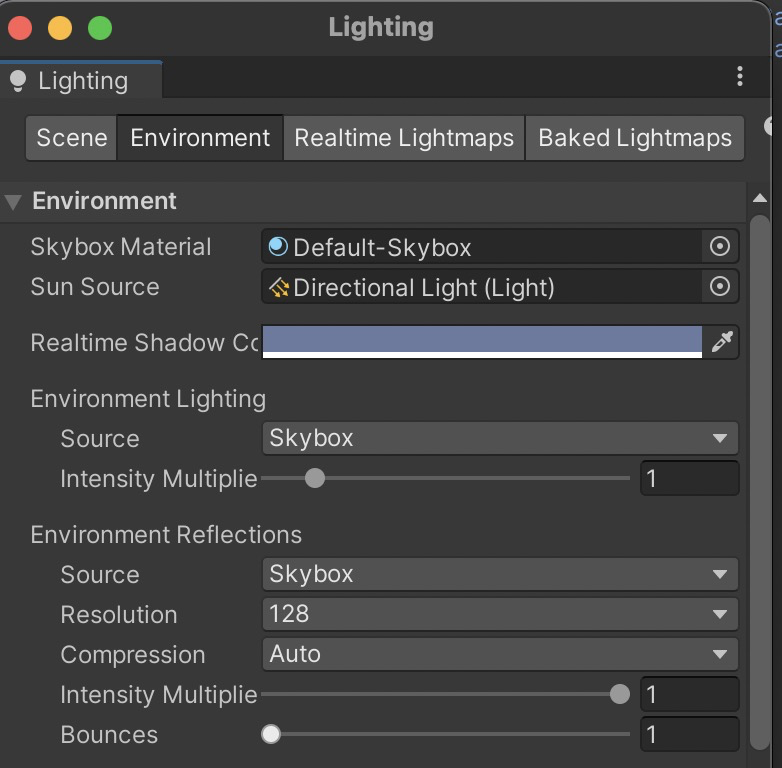 Lighting
Lighting
Scene Environment Realtime Lightmaps Baked Lightmaps
Environment
Skybox Material Default-Skybox
Sun Source Directional Light (Light)
Realtime Shadow Co
Environment Lighting
Source Skybox
Intensity Multiplie 1
Environment Reflections
Source Skybox
Resolution 128
Compression Auto
Intensity Multiplie 1
Bounces 1